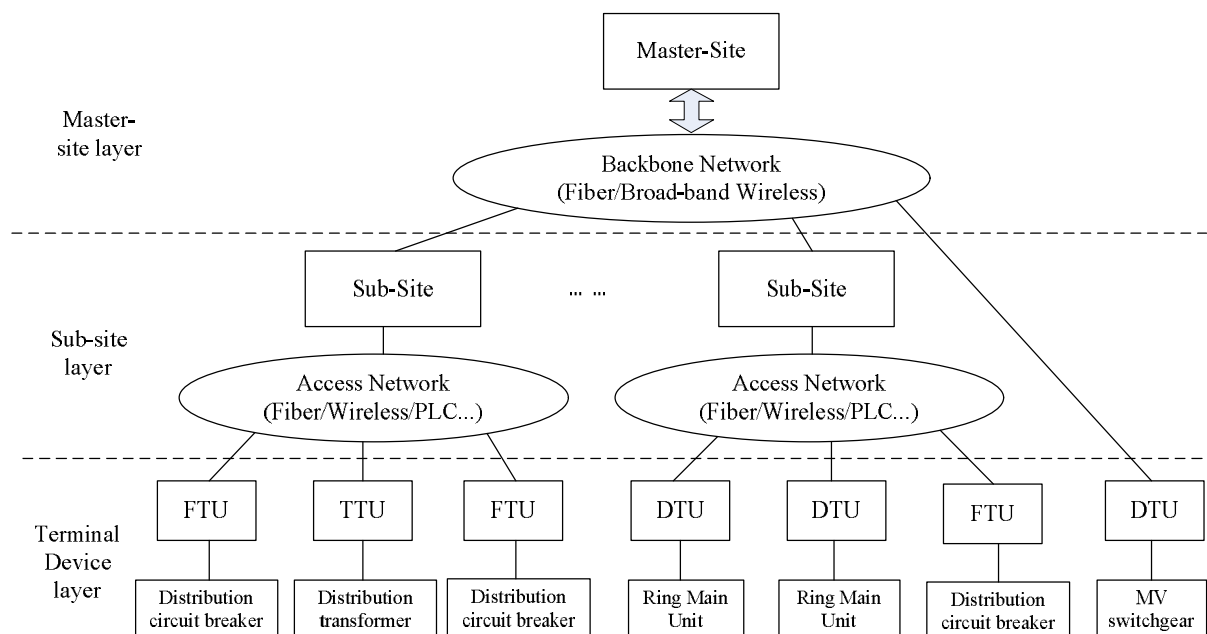 Master-Site
Master-
site layer
Backbone Network
(Fiber/Broad-band Wireless)
Sub-Site
... ...
Sub-Site
Sub-site
layer
Access Network
(Fiber/Wireless/PLC...)
Access Network
(Fiber/Wireless/PLC...)
Terminal
Device
layer
FTU
TTU
FTU
DTU
DTU
FTU
DTU
Distribution
circuit breaker
Distribution
transformer
Distribution
circuit breaker
Ring Main
Unit
Ring Main
Unit
Distribution
circuit breaker
MV
switchgear